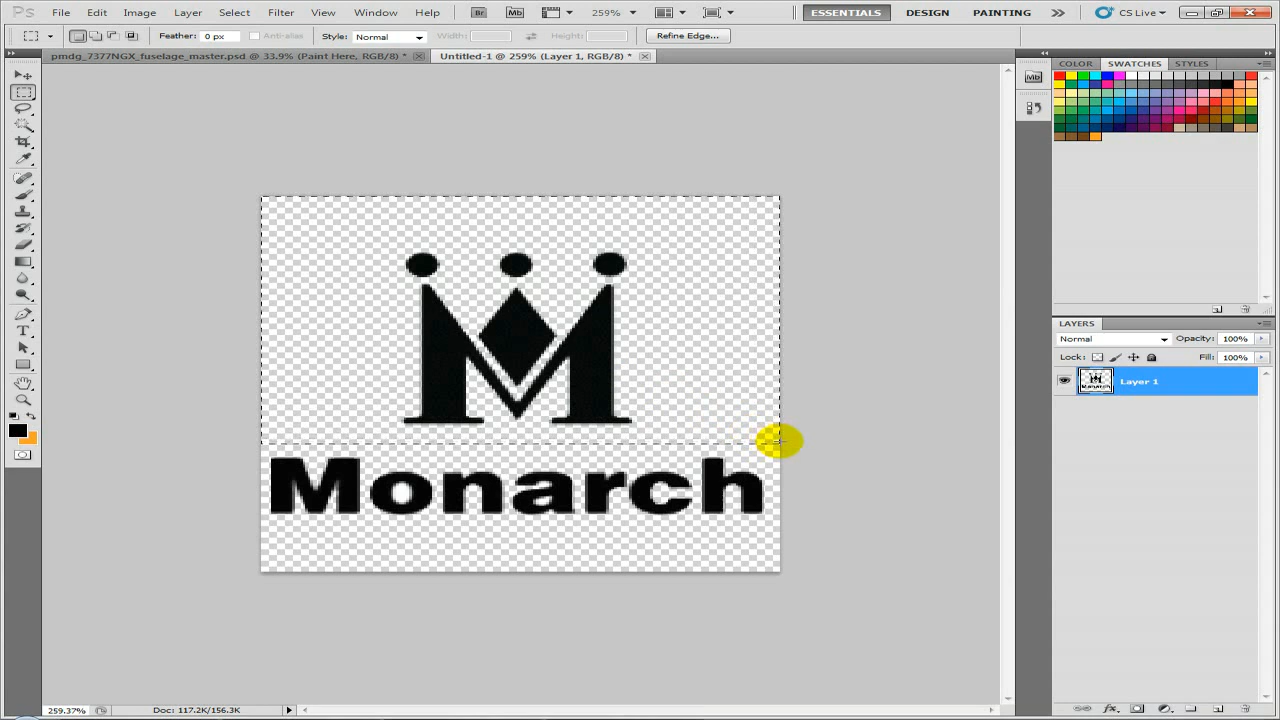 Ps File Edit Image Layer Select Filter View Window Help Br Mb 259% ESSENTIALS DESIGN PAINTING CS Live
Feather: 0 px Anti-alias Style: Normal Width: Height: Refine Edge...
pmdg_7377NGX_fuselage_master.psd @ 33.9% (Paint Here, RGB/8) * Untitled-1 @ 259% (Layer 1, RGB/8) *
COLOR SWATCHES STYLES
Mb
Monarch
LAYERS
Normal Opacity: 100%
Lock: Fill: 100%
Layer 1
259.37% Doc: 117.2K/156.3K